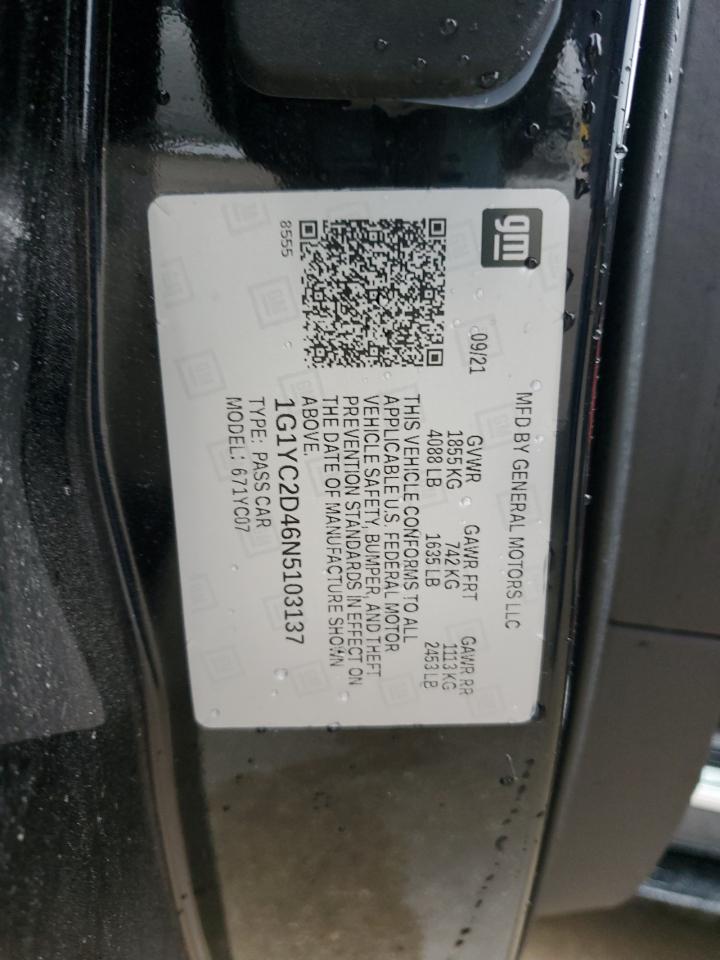 gm
MFD BY GENERAL MOTORS LLC
09/21
GVWR GAWR FRT GAWR RR
1855 KG 742 KG 1113 KG
4088 LB 1635 LB 2453 LB
THIS VEHICLE CONFORMS TO ALL
APPLICABLE U.S. FEDERAL MOTOR
VEHICLE SAFETY, BUMPER, AND THEFT
PREVENTION STANDARDS IN EFFECT ON
THE DATE OF MANUFACTURE SHOWN
ABOVE.
8555
1G1YC2D46N5103137
TYPE: PASS CAR
MODEL: 671YC07